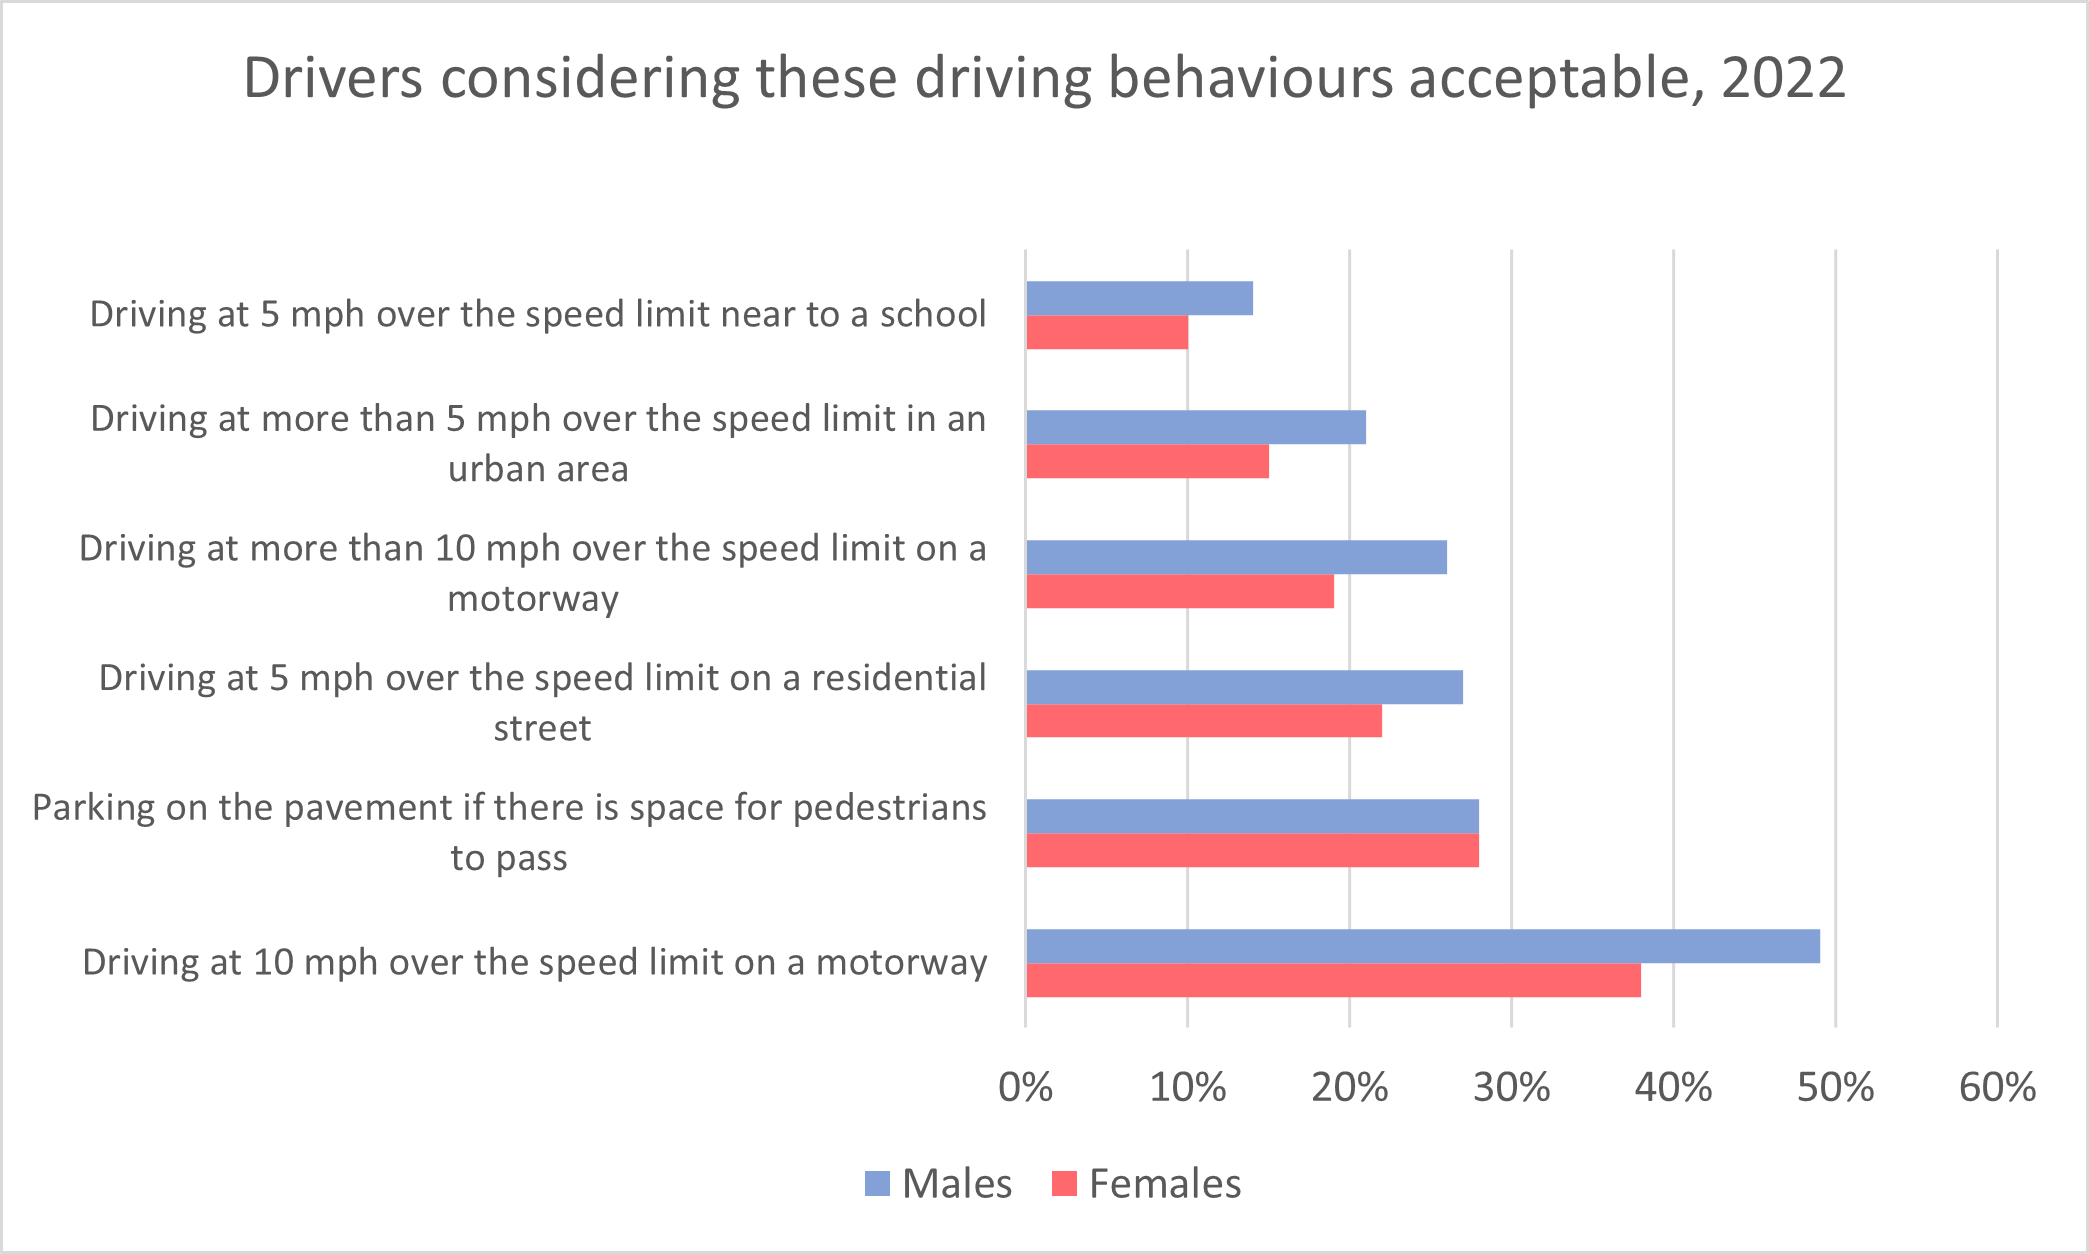 Drivers considering these driving behaviours acceptable, 2022
Driving at 5 mph over the speed limit near to a school
Driving at more than 5 mph over the speed limit in an
urban area
Driving at more than 10 mph over the speed limit on a
motorway
Driving at 5 mph over the speed limit on a residential
street
Parking on the pavement if there is space for pedestrians
to pass
Driving at 10 mph over the speed limit on a motorway
0% 10% 20% 30% 40% 50% 60%
Males Females